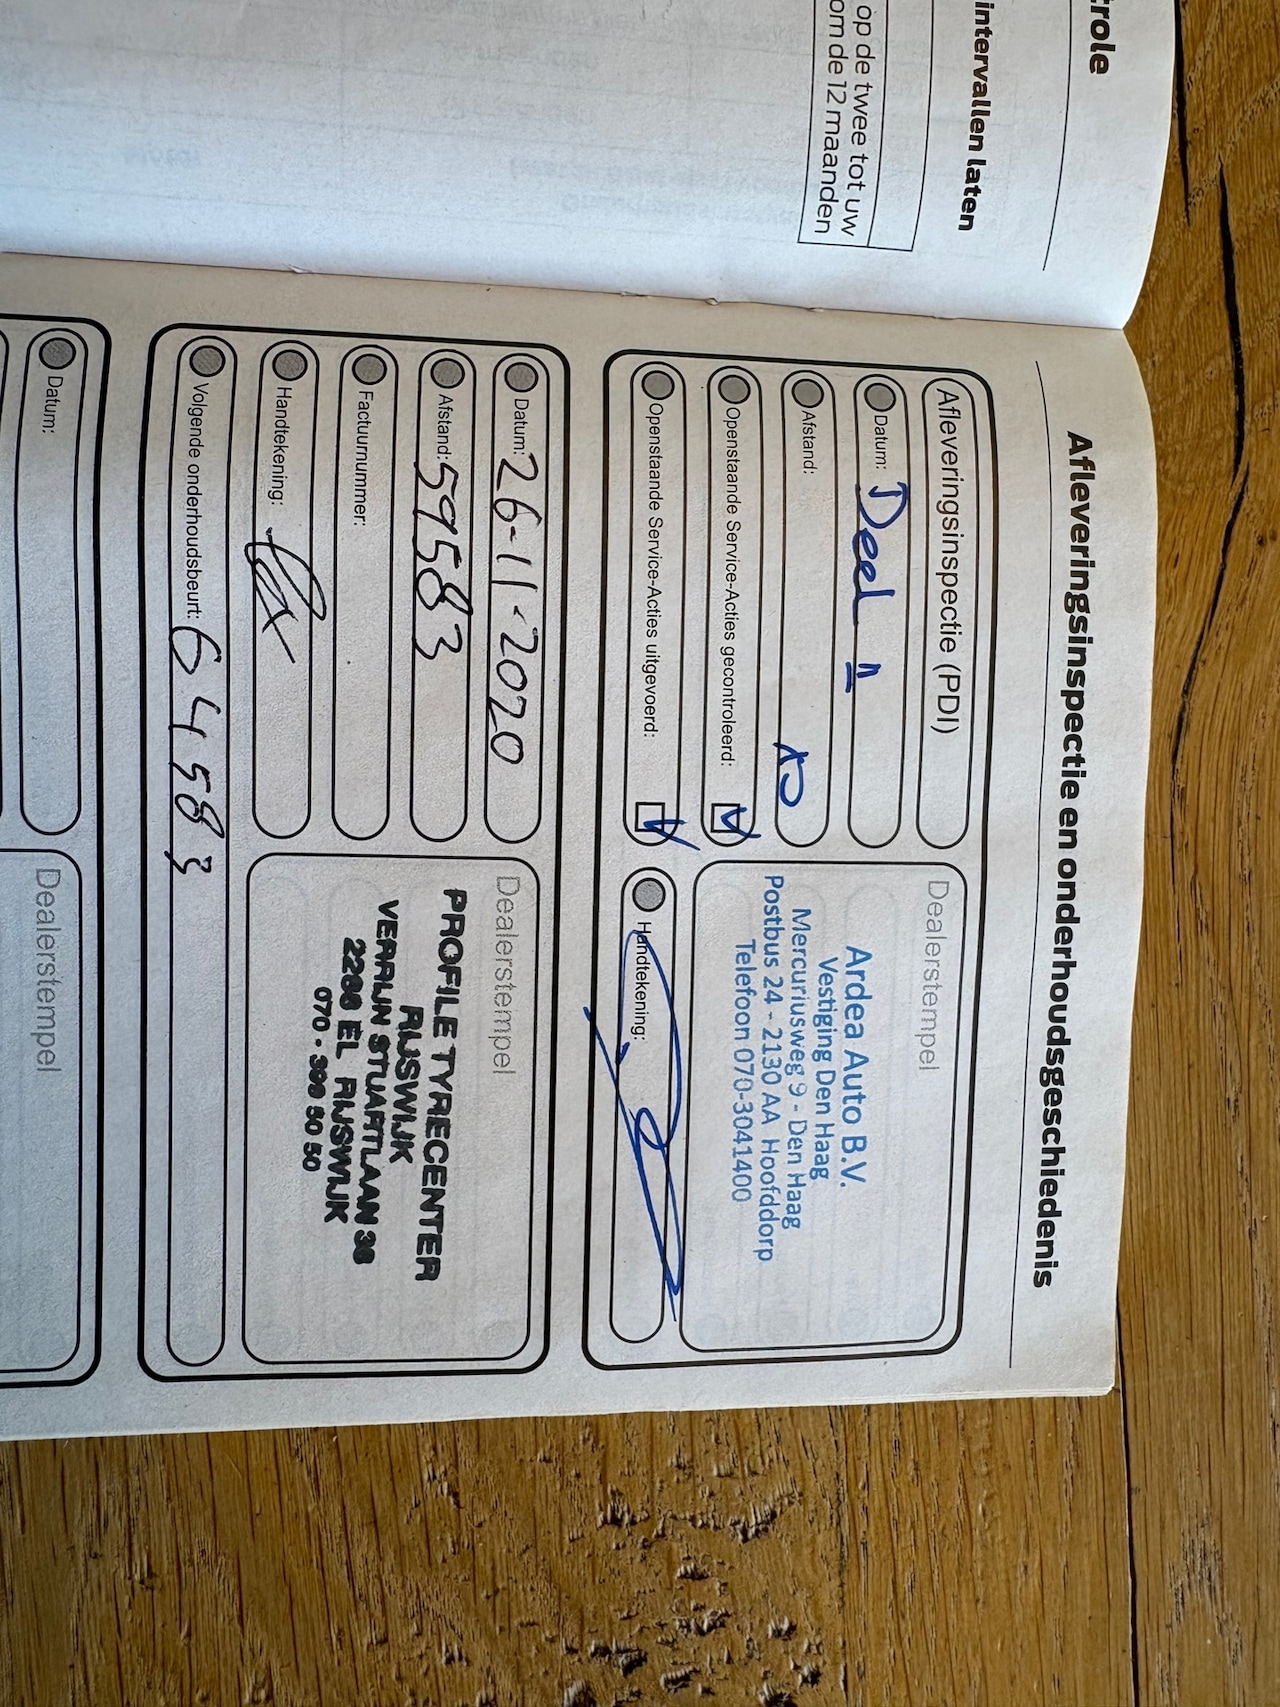 trole
intervallen laten
op de twee tot uw
om de 12 maanden
Afleveringsinspectie en onderhoudsgeschiedenis
Afleveringsinspectie (PDI)
Datum: Deel II
Afstand:
Openstaande Service-Acties gecontroleerd:
Openstaande Service-Acties uitgevoerd:
Dealerstempel
Ardea Auto B.V.
Vestiging Den Haag
Mercuriusweg 9 - Den Haag
Postbus 24 - 2130 AA Hoofddorp
Telefoon 070-3041400
Handtekening:
Datum: 26-11-2020
Afstand: 59583
Factuurnummer:
Handtekening:
Volgende onderhoudsbeurt: 64583
Dealerstempel
PROFILE TYRECENTER
RIJSWIJK
VERRIJN STUARTLAAN 36
2288 EL RIJSWIJK
070 - 399 50 50
Datum:
Dealerstempel